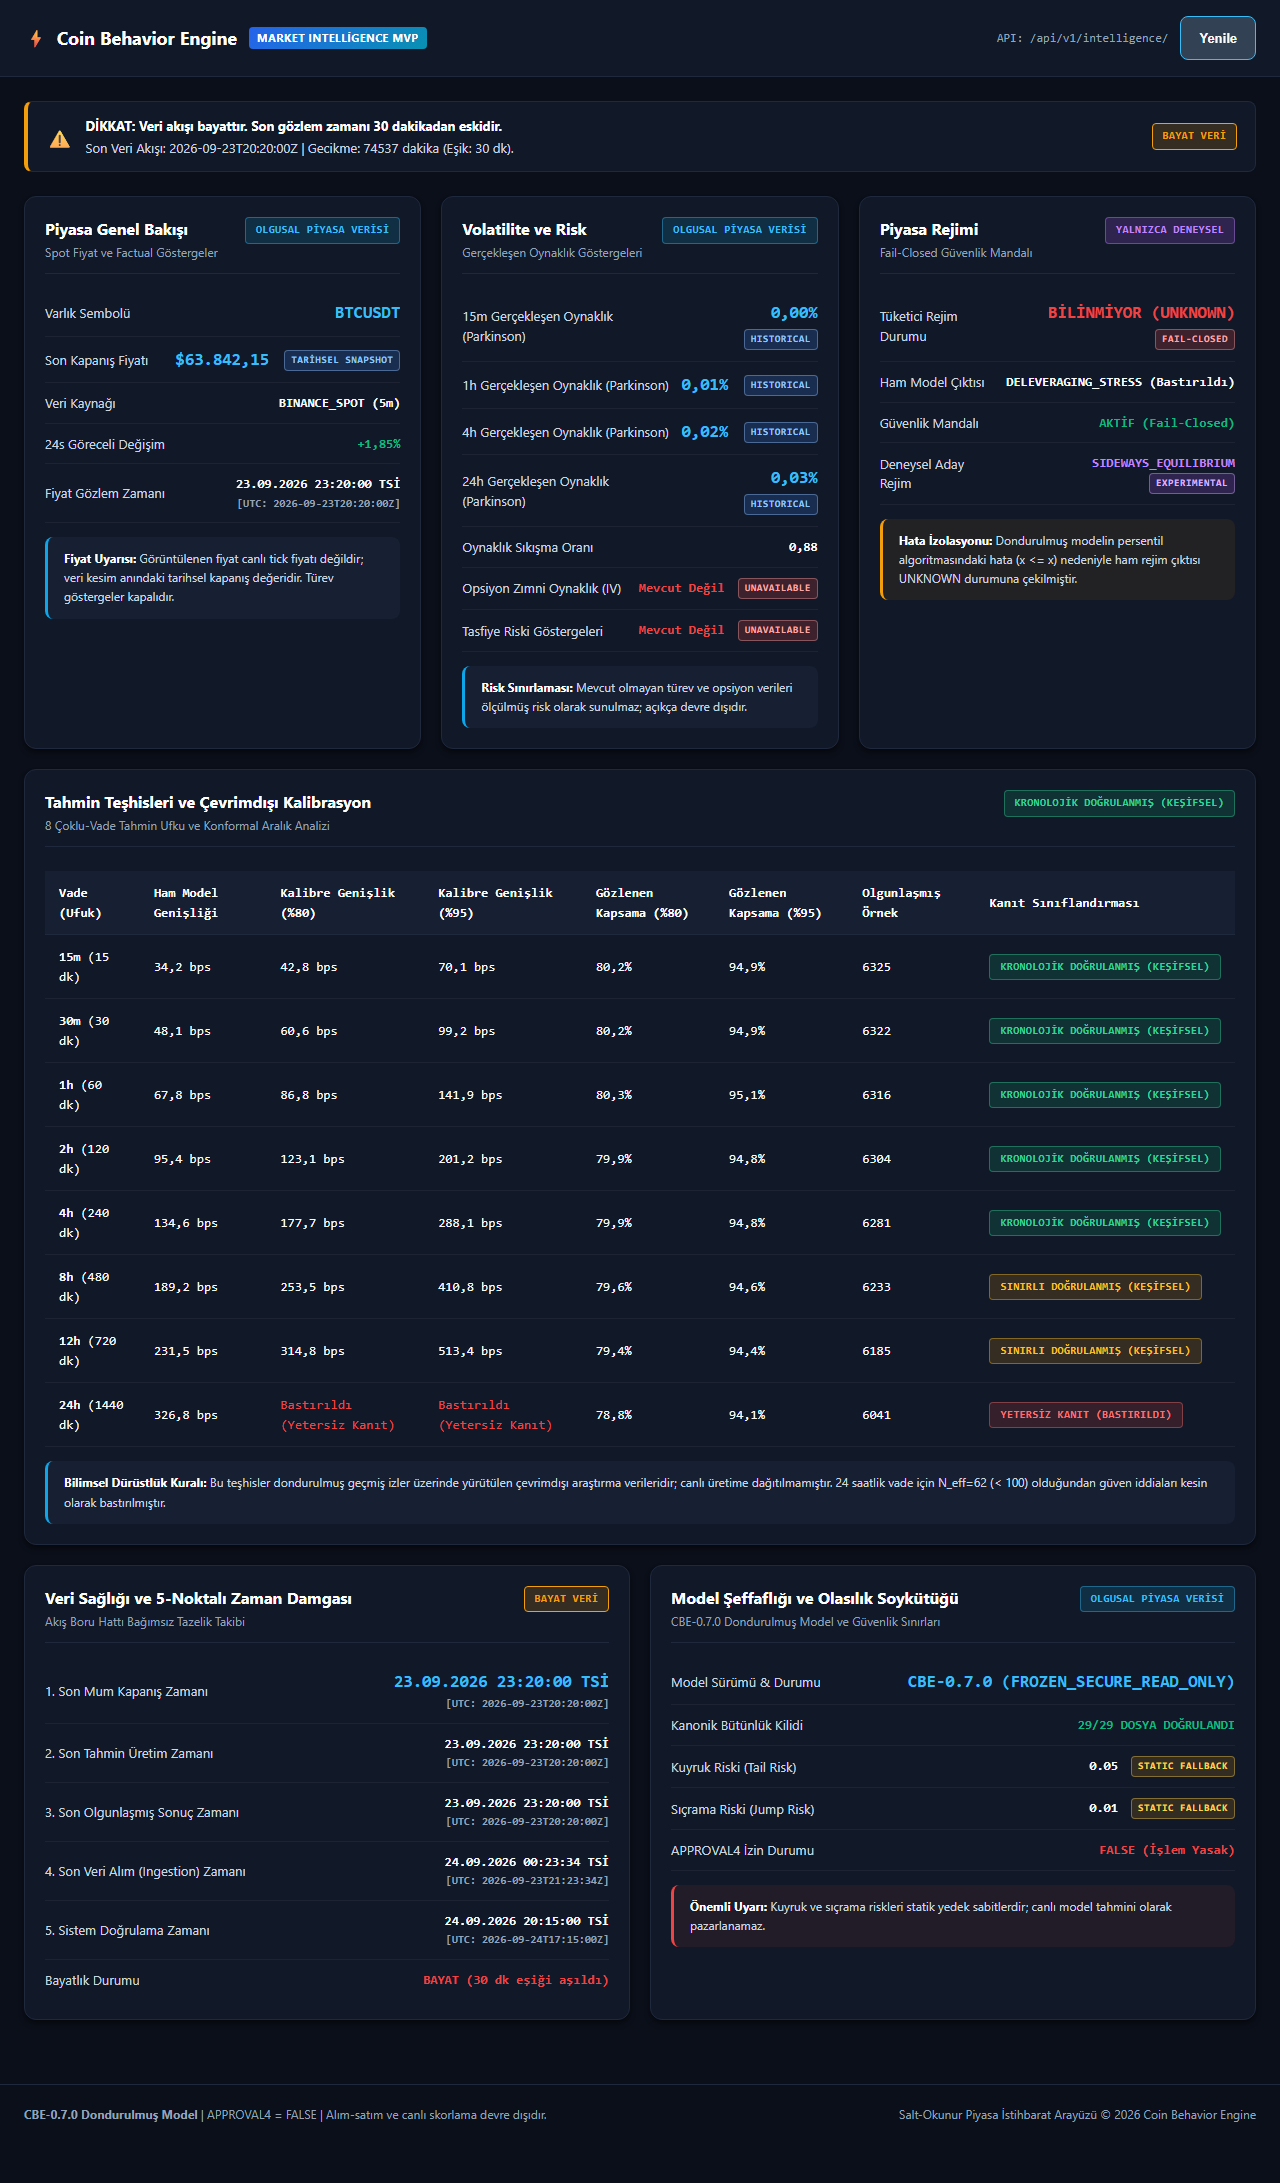 Coin Behavior Engine
MARKET INTELLİGENCE MVP
API: /api/v1/intelligence/
Yenile
DİKKAT: Veri akışı bayattır. Son gözlem zamanı 30 dakikadan eskidir.
Son Veri Akışı: 2026-09-23T20:20:00Z | Gecikme: 74537 dakika (Eşik: 30 dk).
BAYAT VERİ
Piyasa Genel Bakışı
OLGUSAL PİYASA VERİSİ
Spot Fiyat ve Factual Göstergeler
Varlık Sembolü
BTCUSDT
Son Kapanış Fiyatı
$63.842,15
TARİHSEL SNAPSHOT
Veri Kaynağı
BINANCE_SPOT (5m)
24s Göreceli Değişim
+1,85%
Fiyat Gözlem Zamanı
23.09.2026 23:20:00 TSİ
[UTC: 2026-09-23T20:20:00Z]
Fiyat Uyarısı: Görüntülenen fiyat canlı tick fiyatı değildir;
veri kesim anındaki tarihsel kapanış değeridir. Türev
göstergeler kapalıdır.
Volatilite ve Risk
OLGUSAL PİYASA VERİSİ
Gerçekleşen Oynaklık Göstergeleri
15m Gerçekleşen Oynaklık
(Parkinson)
0,00%
HISTORICAL
1h Gerçekleşen Oynaklık (Parkinson)
0,01%
HISTORICAL
4h Gerçekleşen Oynaklık (Parkinson)
0,02%
HISTORICAL
24h Gerçekleşen Oynaklık
(Parkinson)
0,03%
HISTORICAL
Oynaklık Sıkışma Oranı
0,88
Opsiyon Zımni Oynaklık (IV)
Mevcut Değil
UNAVAILABLE
Tasfiye Riski Göstergeleri
Mevcut Değil
UNAVAILABLE
Risk Sınırlaması: Mevcut olmayan türev ve opsiyon verileri
ölçülmüş risk olarak sunulmaz; açıkça devre dışıdır.
Piyasa Rejimi
YALNIZCA DENEYSEL
Fail-Closed Güvenlik Mandalı
Tüketici Rejim
Durumu
BİLİNMİYOR (UNKNOWN)
FAIL-CLOSED
Ham Model Çıktısı
DELEVERAGING_STRESS (Bastırıldı)
Güvenlik Mandalı
AKTİF (Fail-Closed)
Deneysel Aday
Rejim
SIDEWAYS_EQUILIBRIUM
EXPERIMENTAL
Hata İzolasyonu: Dondurulmuş modelin persentil
algoritmasındaki hata (x <= x) nedeniyle ham rejim çıktısı
UNKNOWN durumuna çekilmiştir.
Tahmin Teşhisleri ve Çevrimdışı Kalibrasyon
KRONOLOJİK DOĞRULANMIŞ (KEŞİFSEL)
8 Çoklu-Vade Tahmin Ufku ve Konformal Aralık Analizi
Vade
(Ufuk)
Ham Model
Genişliği
Kalibre Genişlik
(%80)
Kalibre Genişlik
(%95)
Gözlenen
Kapsama (%80)
Gözlenen
Kapsama (%95)
Olgunlaşmış
Örnek
Kanıt Sınıflandırması
15m (15
dk)
34,2 bps
42,8 bps
70,1 bps
80,2%
94,9%
6325
KRONOLOJİK DOĞRULANMIŞ (KEŞİFSEL)
30m (30
dk)
48,1 bps
60,6 bps
99,2 bps
80,2%
94,9%
6322
KRONOLOJİK DOĞRULANMIŞ (KEŞİFSEL)
1h (60
dk)
67,8 bps
86,8 bps
141,9 bps
80,3%
95,1%
6316
KRONOLOJİK DOĞRULANMIŞ (KEŞİFSEL)
2h (120
dk)
95,4 bps
123,1 bps
201,2 bps
79,9%
94,8%
6304
KRONOLOJİK DOĞRULANMIŞ (KEŞİFSEL)
4h (240
dk)
134,6 bps
177,7 bps
288,1 bps
79,9%
94,8%
6281
KRONOLOJİK DOĞRULANMIŞ (KEŞİFSEL)
8h (480
dk)
189,2 bps
253,5 bps
410,8 bps
79,6%
94,6%
6233
SINIRLI DOĞRULANMIŞ (KEŞİFSEL)
12h (720
dk)
231,5 bps
314,8 bps
513,4 bps
79,4%
94,4%
6185
SINIRLI DOĞRULANMIŞ (KEŞİFSEL)
24h (1440
dk)
326,8 bps
Bastırıldı
(Yetersiz Kanıt)
Bastırıldı
(Yetersiz Kanıt)
78,8%
94,1%
6041
YETERSİZ KANIT (BASTIRILDI)
Bilimsel Dürüstlük Kuralı: Bu teşhisler dondurulmuş geçmiş izler üzerinde yürütülen çevrimdışı araştırma verileridir; canlı üretime dağıtılmamıştır. 24 saatlik vade için N_eff=62 (< 100) olduğundan güven iddiaları kesin
olarak bastırılmıştır.
Veri Sağlığı ve 5-Noktalı Zaman Damgası
BAYAT VERİ
Akış Boru Hattı Bağımsız Tazelik Takibi
1. Son Mum Kapanış Zamanı
23.09.2026 23:20:00 TSİ
[UTC: 2026-09-23T20:20:00Z]
2. Son Tahmin Üretim Zamanı
23.09.2026 23:20:00 TSİ
[UTC: 2026-09-23T20:20:00Z]
3. Son Olgunlaşmış Sonuç Zamanı
23.09.2026 23:20:00 TSİ
[UTC: 2026-09-23T20:20:00Z]
4. Son Veri Alım (Ingestion) Zamanı
24.09.2026 00:23:34 TSİ
[UTC: 2026-09-23T21:23:34Z]
5. Sistem Doğrulama Zamanı
24.09.2026 20:15:00 TSİ
[UTC: 2026-09-24T17:15:00Z]
Bayatlık Durumu
BAYAT (30 dk eşiği aşıldı)
Model Şeffaflığı ve Olasılık Soykütüğü
OLGUSAL PİYASA VERİSİ
CBE-0.7.0 Dondurulmuş Model ve Güvenlik Sınırları
Model Sürümü & Durumu
CBE-0.7.0 (FROZEN_SECURE_READ_ONLY)
Kanonik Bütünlük Kilidi
29/29 DOSYA DOĞRULANDI
Kuyruk Riski (Tail Risk)
0.05
STATIC FALLBACK
Sıçrama Riski (Jump Risk)
0.01
STATIC FALLBACK
APPROVAL4 İzin Durumu
FALSE (İşlem Yasak)
Önemli Uyarı: Kuyruk ve sıçrama riskleri statik yedek sabitlerdir; canlı model tahmini olarak
pazarlanamaz.
CBE-0.7.0 Dondurulmuş Model | APPROVAL4 = FALSE | Alım-satım ve canlı skorlama devre dışıdır.
Salt-Okunur Piyasa İstihbarat Arayüzü © 2026 Coin Behavior Engine